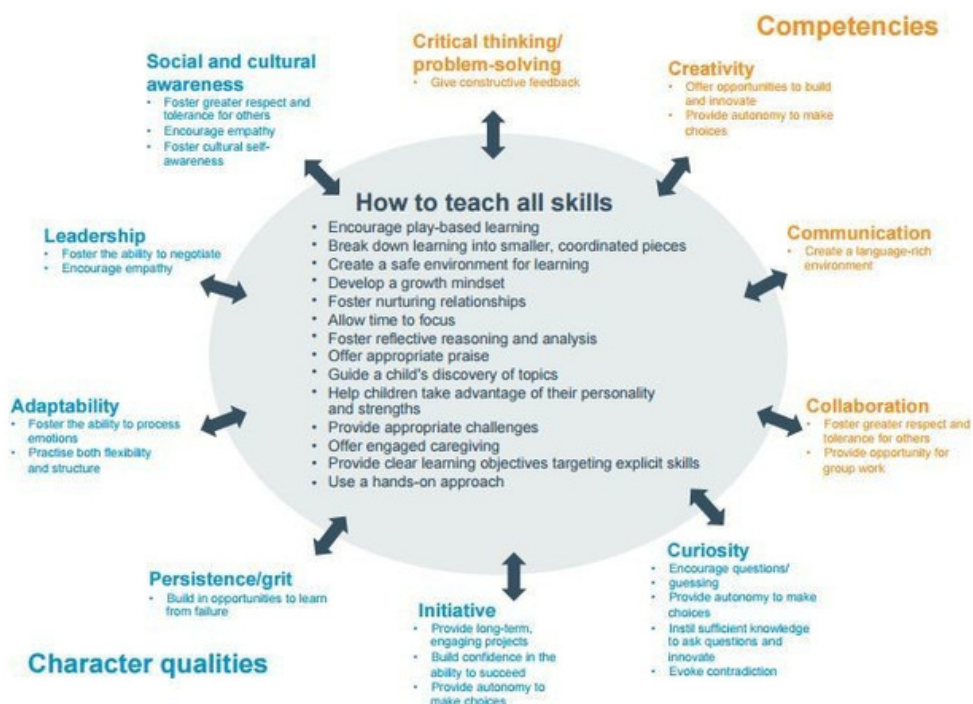 Competencies
Critical thinking/
problem-solving
• Give constructive feedback
Social and cultural
awareness
• Foster greater respect and
tolerance for others
• Encourage empathy
• Foster cultural self-
awareness
Creativity
• Offer opportunities to build
and innovate
• Provide autonomy to make
choices
How to teach all skills
• Encourage play-based learning
• Break down learning into smaller, coordinated pieces
• Create a safe environment for learning
• Develop a growth mindset
• Foster nurturing relationships
• Allow time to focus
• Foster reflective reasoning and analysis
• Offer appropriate praise
• Guide a child's discovery of topics
• Help children take advantage of their personality
and strengths
• Provide appropriate challenges
• Offer engaged caregiving
• Provide clear learning objectives targeting explicit skills
• Use a hands-on approach
Leadership
• Foster the ability to negotiate
• Encourage empathy
Communication
• Create a language-rich
environment
Adaptability
• Foster the ability to process
emotions
• Practise both flexibility
and structure
Collaboration
• Foster greater respect and
tolerance for others
• Provide opportunity for
group work
Persistence/grit
• Build in opportunities to learn
from failure
Initiative
• Provide long-term,
engaging projects
• Build confidence in the
ability to succeed
• Provide autonomy to
make choices
Curiosity
• Encourage questions/
• guessing
• Provide autonomy to make
choices
• Instil sufficient knowledge
to ask questions and
innovate
• Evoke contradiction
Character qualities